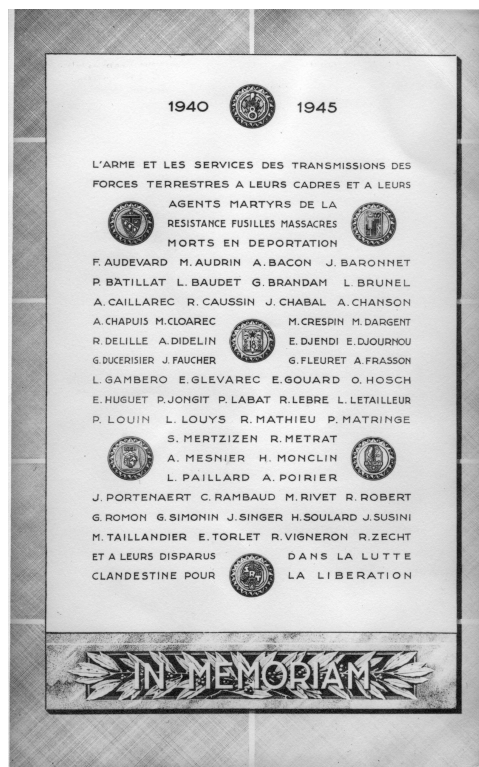 1940 1945
L'ARME ET LES SERVICES DES TRANSMISSIONS DES
FORCES TERRESTRES A LEURS CADRES ET A LEURS
AGENTS MARTYRS DE LA
RESISTANCE FUSILLES MASSACRES
MORTS EN DEPORTATION
F. AUDEVARD M. AUDRIN A. BACON J. BARONNET
P. BÄTILLAT L. BAUDET G. BRANDAM L. BRUNEL
A. CAILLAREC R. CAUSSIN J. CHABAL A. CHANSON
A. CHAPUIS M. CLOAREC M. CRESPIN M. DARGENT
R. DELILLE A. DIDELIN E. DJENDI E. DJOURNOU
G. DUCERISIER J. FAUCHER G. FLEURET A. FRASSON
L. GAMBERO E. GLEVAREC E. GOUARD O. HOSCH
E. HUGUET P. JONGIT P. LABAT R. LEBRE L. LETAILLEUR
P. LOUIN L. LOUYS R. MATHIEU P. MATRINGE
S. MERTZIZEN R. METRAT
A. MESNIER H. MONCLIN
L. PAILLARD A. POIRIER
J. PORTENAERT C. RAMBAUD M. RIVET R. ROBERT
G. ROMON G. SIMONIN J. SINGER H. SOULARD J. SUSINI
M. TAILLANDIER E. TORLET R. VIGNERON R. ZECHT
ET A LEURS DISPARUS DANS LA LUTTE
CLANDESTINE POUR LA LIBERATION
IN MEMORIAM